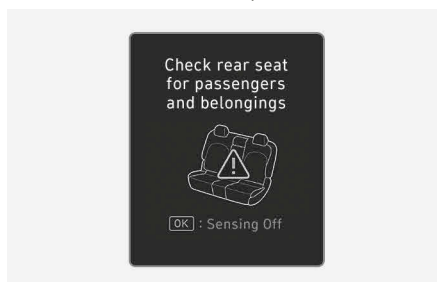 Check rear seat
for passengers
and belongings
OK : Sensing Off